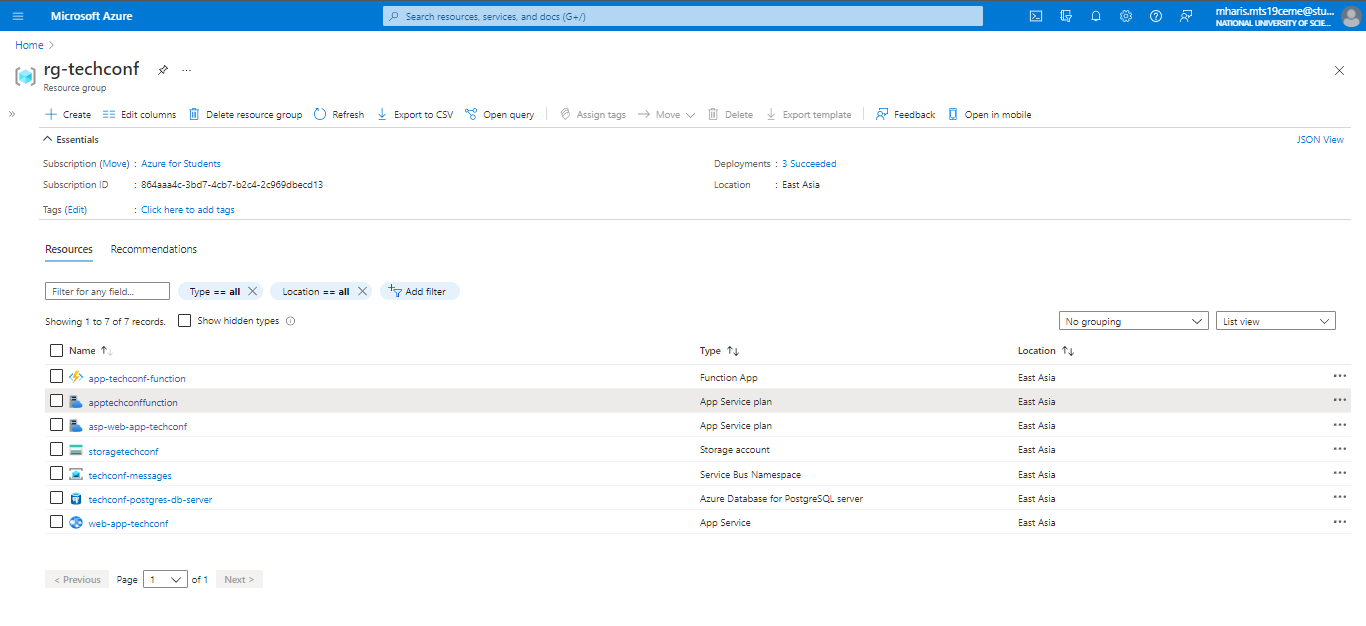 Microsoft Azure
Search resources, services, and docs (G+/)
mharis.mts19ceme@stu...
NATIONAL UNIVERSITY OF SCIE...
Home
rg-techconf
...
Resource group
Create Edit columns Delete resource group Refresh Export to CSV Open query Assign tags Move Delete Export template Feedback Open in mobile
Essentials JSON View
Subscription (Move) : Azure for Students Deployments : 3 Succeeded
Subscription ID : 864aaa4c-3bd7-4cb7-b2c4-2c969dbecd13 Location : East Asia
Tags (Edit) : Click here to add tags
Resources Recommendations
Filter for any field... Type == all Location == all Add filter
Showing 1 to 7 of 7 records. Show hidden types No grouping List view
Name Type Location
app-techconf-function Function App East Asia
apptechconffunction App Service plan East Asia
asp-web-app-techconf App Service plan East Asia
storagetechconf Storage account East Asia
techconf-messages Service Bus Namespace East Asia
techconf-postgres-db-server Azure Database for PostgreSQL server East Asia
web-app-techconf App Service East Asia
< Previous Page 1 of 1 Next >